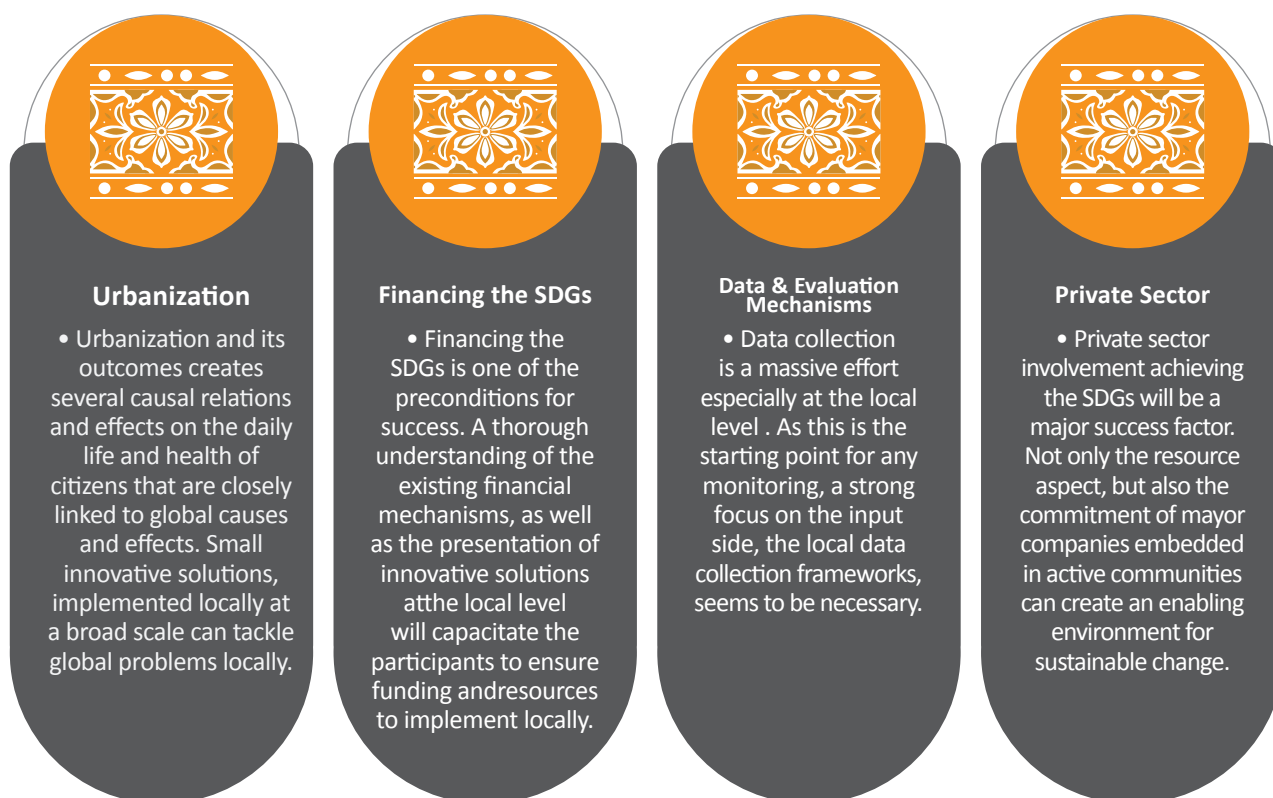 Urbanization
• Urbanization and its
outcomes creates
several causal relations
and effects on the daily
life and health of
citizens that are closely
linked to global causes
and effects. Small
innovative solutions,
implemented locally at
a broad scale can tackle
global problems locally.
Financing the SDGs
• Financing the
SDGs is one of the
preconditions for
success. A thorough
understanding of the
existing financial
mechanisms, as well
as the presentation of
innovative solutions
atthe local level
will capacitate the
participants to ensure
funding andresources
to implement locally.
Data & Evaluation
Mechanisms
• Data collection
is a massive effort
especially at the local
level . As this is the
starting point for any
monitoring, a strong
focus on the input
side, the local data
collection frameworks,
seems to be necessary.
Private Sector
• Private sector
involvement achieving
the SDGs will be a
major success factor.
Not only the resource
aspect, but also the
commitment of mayor
companies embedded
in active communities
can create an enabling
environment for
sustainable change.